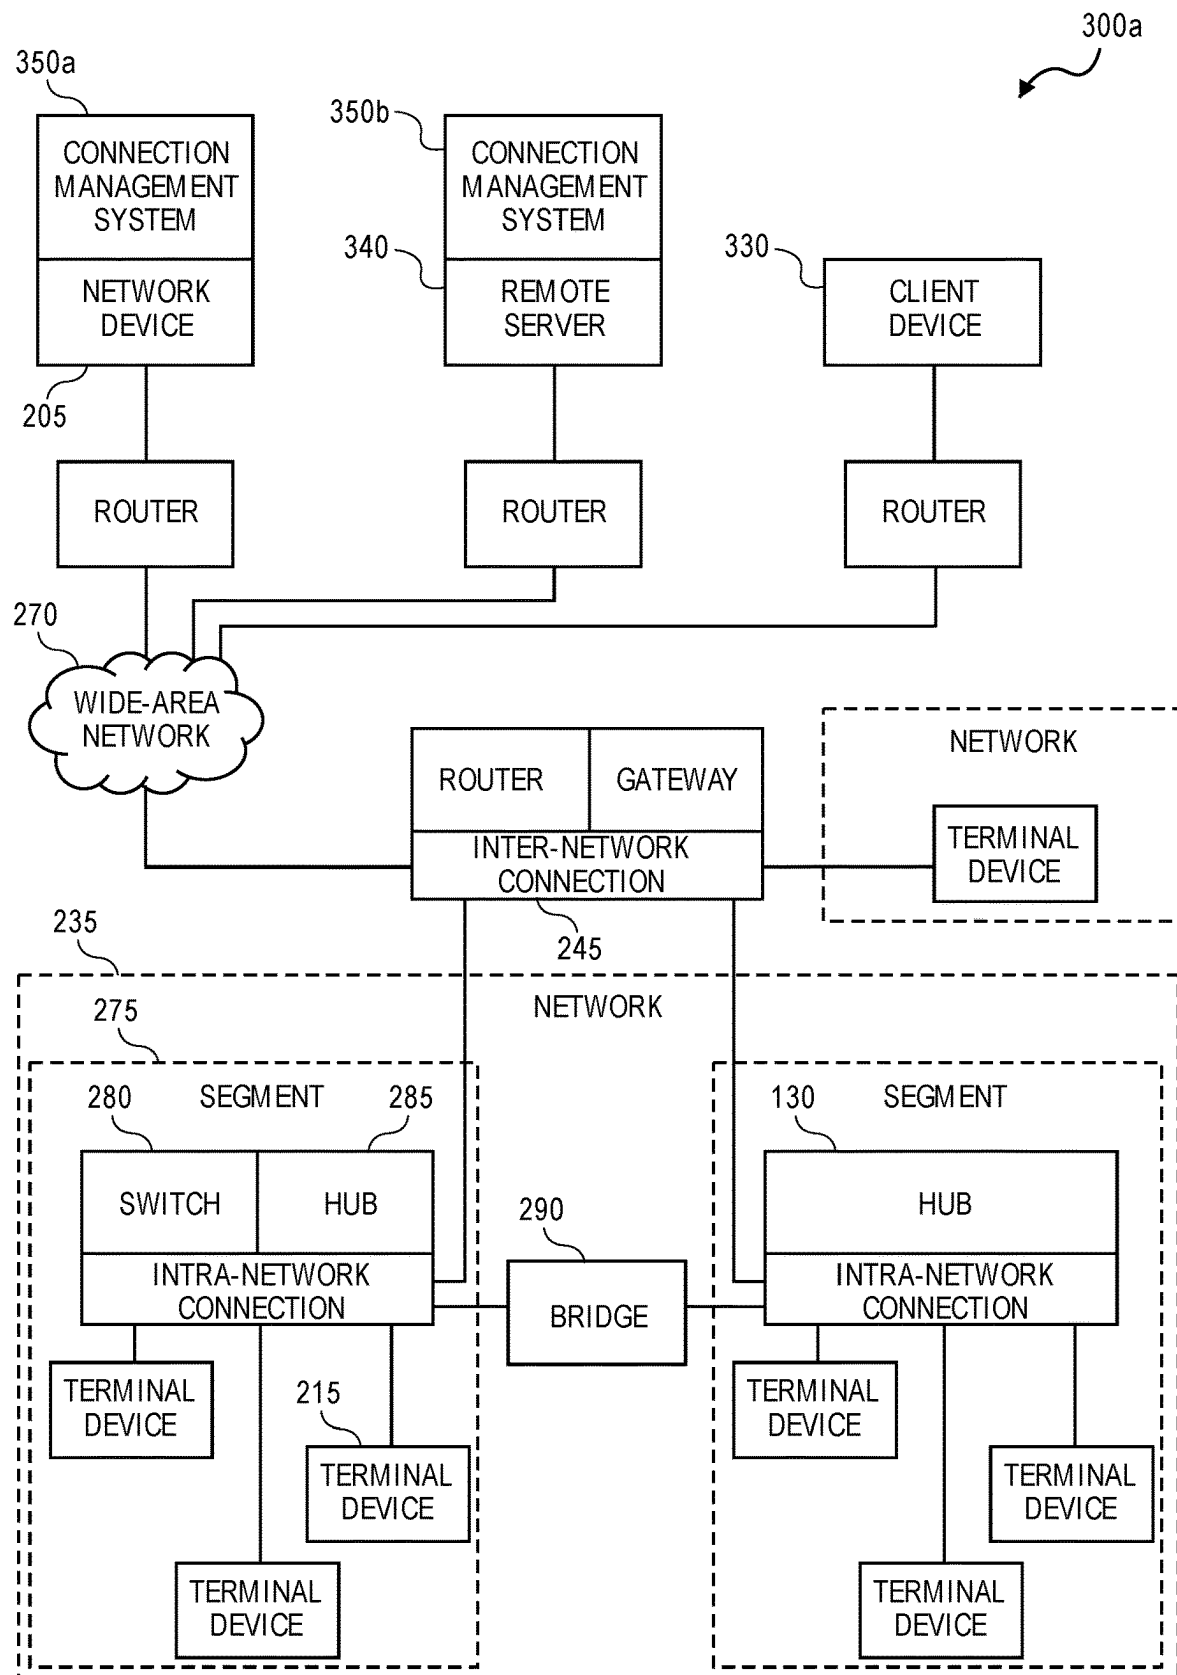 300a
350a
350b
CONNECTION
MANAGEMENT
SYSTEM
CONNECTION
MANAGEMENT
SYSTEM
340
330
NETWORK
DEVICE
REMOTE
SERVER
CLIENT
DEVICE
205
ROUTER
ROUTER
ROUTER
270
WIDE-AREA
NETWORK
NETWORK
ROUTER
GATEWAY
TERMINAL
DEVICE
INTER-NETWORK
CONNECTION
245
235
NETWORK
275
SEGMENT
SEGMENT
280
285
130
SWITCH
HUB
HUB
290
INTRA-NETWORK
CONNECTION
BRIDGE
INTRA-NETWORK
CONNECTION
TERMINAL
DEVICE
215
TERMINAL
DEVICE
TERMINAL
DEVICE
TERMINAL
DEVICE
TERMINAL
DEVICE
TERMINAL
DEVICE